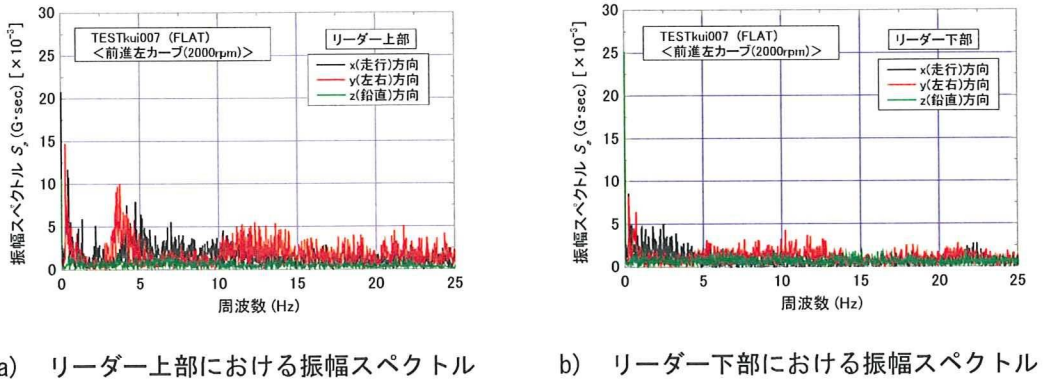 TESTkui007 (FLAT)
<前進左カーブ(2000rpm)>
リーダー上部
x(走行)方向
y(左右)方向
z(鉛直)方向
振幅スペクトル Sₚ (G・sec) [×10⁻³]
30
25
20
15
10
5
0
0 5 10 15 20 25
周波数 (Hz)
a) リーダー上部における振幅スペクトル
TESTkui007 (FLAT)
<前進左カーブ(2000rpm)>
リーダー下部
x(走行)方向
y(左右)方向
z(鉛直)方向
振幅スペクトル Sₚ (G・sec) [×10⁻³]
30
25
20
15
10
5
0
0 5 10 15 20 25
周波数 (Hz)
b) リーダー下部における振幅スペクトル